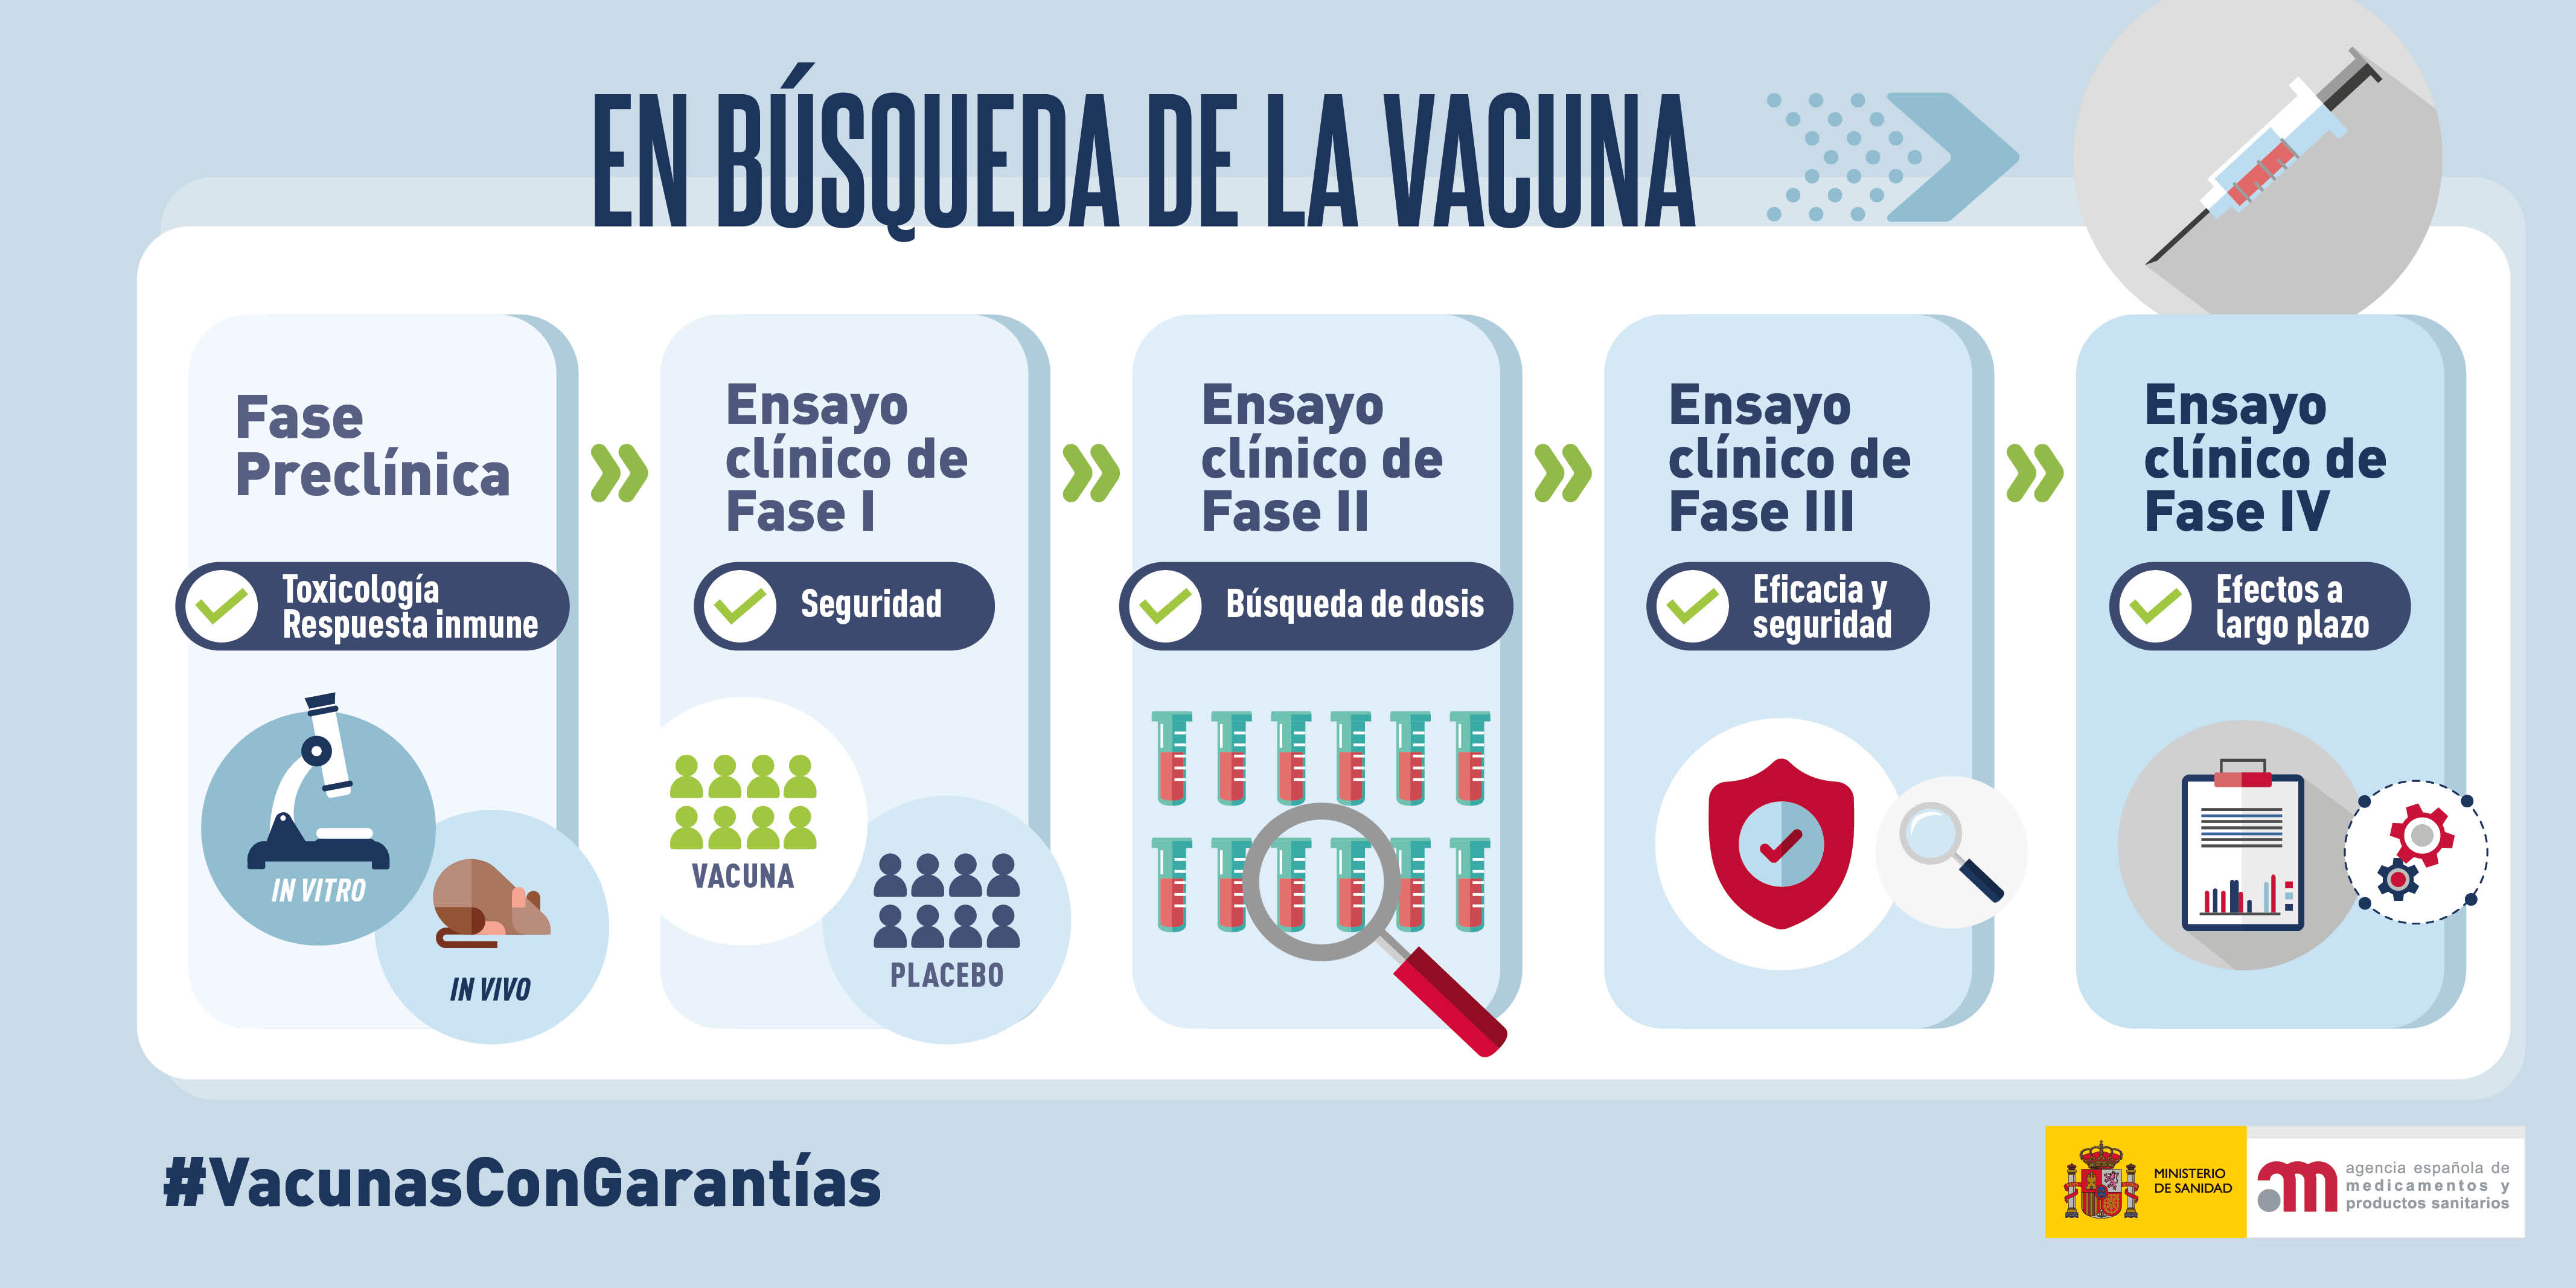 EN BÚSQUEDA DE LA VACUNA
Fase
Preclínica
Toxicología
Respuesta inmune
IN VITRO
IN VIVO
Ensayo
clínico de
Fase I
Seguridad
VACUNA
PLACEBO
Ensayo
clínico de
Fase II
Búsqueda de dosis
Ensayo
clínico de
Fase III
Eficacia y
seguridad
Ensayo
clínico de
Fase IV
Efectos a
largo plazo
#VacunasConGarantías
MINISTERIO
DE SANIDAD
am
agencia española de
medicamentos y
productos sanitarios